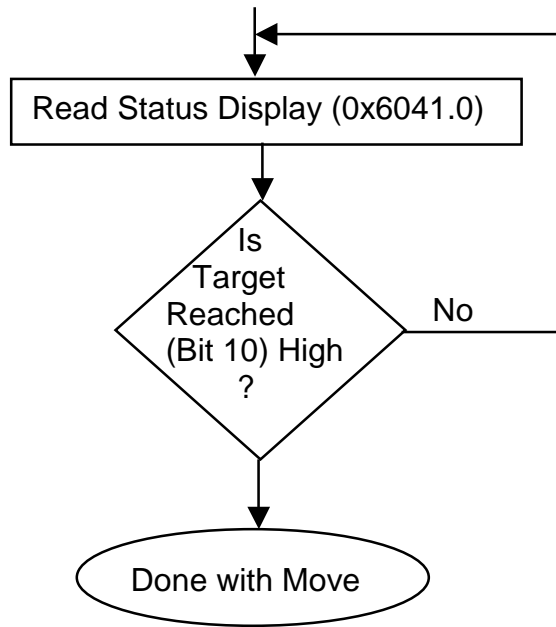 Read Status Display (0x6041.0)
Is
Target
Reached
(Bit 10) High
?
No
Done with Move